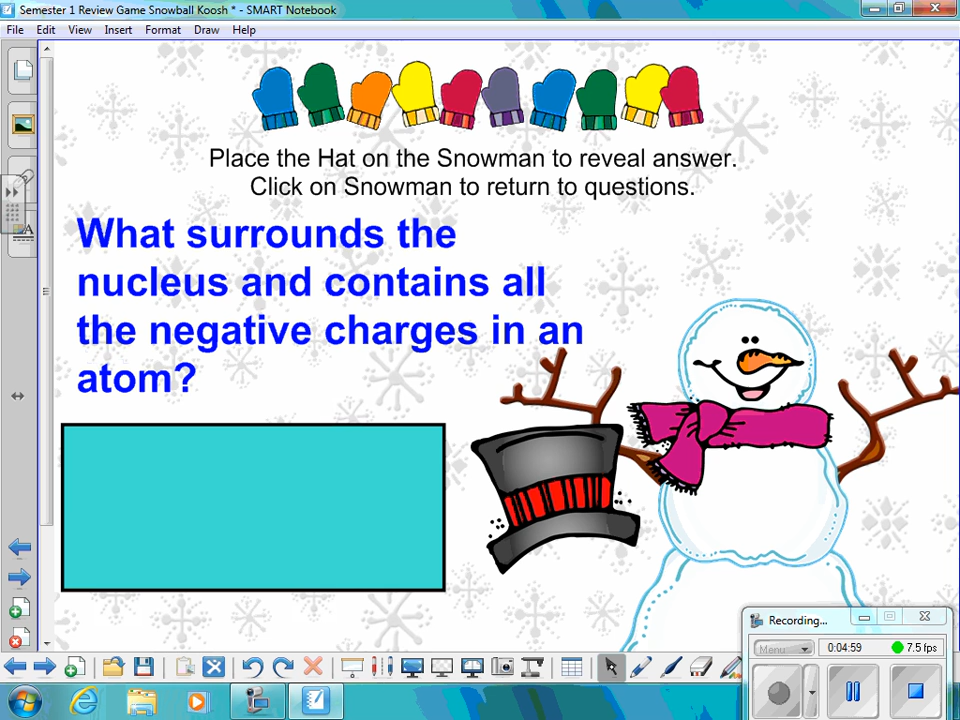 Semester 1 Review Game Snowball Koosh * - SMART Notebook
File Edit View Insert Format Draw Help
Place the Hat on the Snowman to reveal answer.
Click on Snowman to return to questions.
What surrounds the
nucleus and contains all
the negative charges in an
atom?
Recording...
Menu 0:04:59 7.5 fps